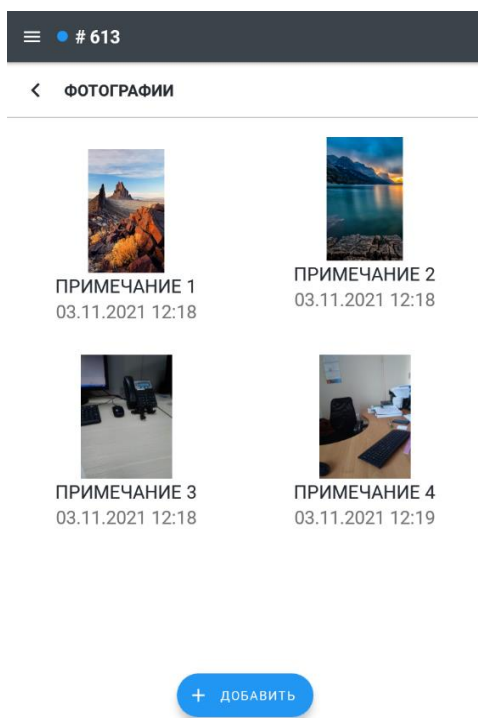 # 613
ФОТОГРАФИИ
ПРИМЕЧАНИЕ 1
03.11.2021 12:18
ПРИМЕЧАНИЕ 2
03.11.2021 12:18
ПРИМЕЧАНИЕ 3
03.11.2021 12:18
ПРИМЕЧАНИЕ 4
03.11.2021 12:19
+ ДОБАВИТЬ